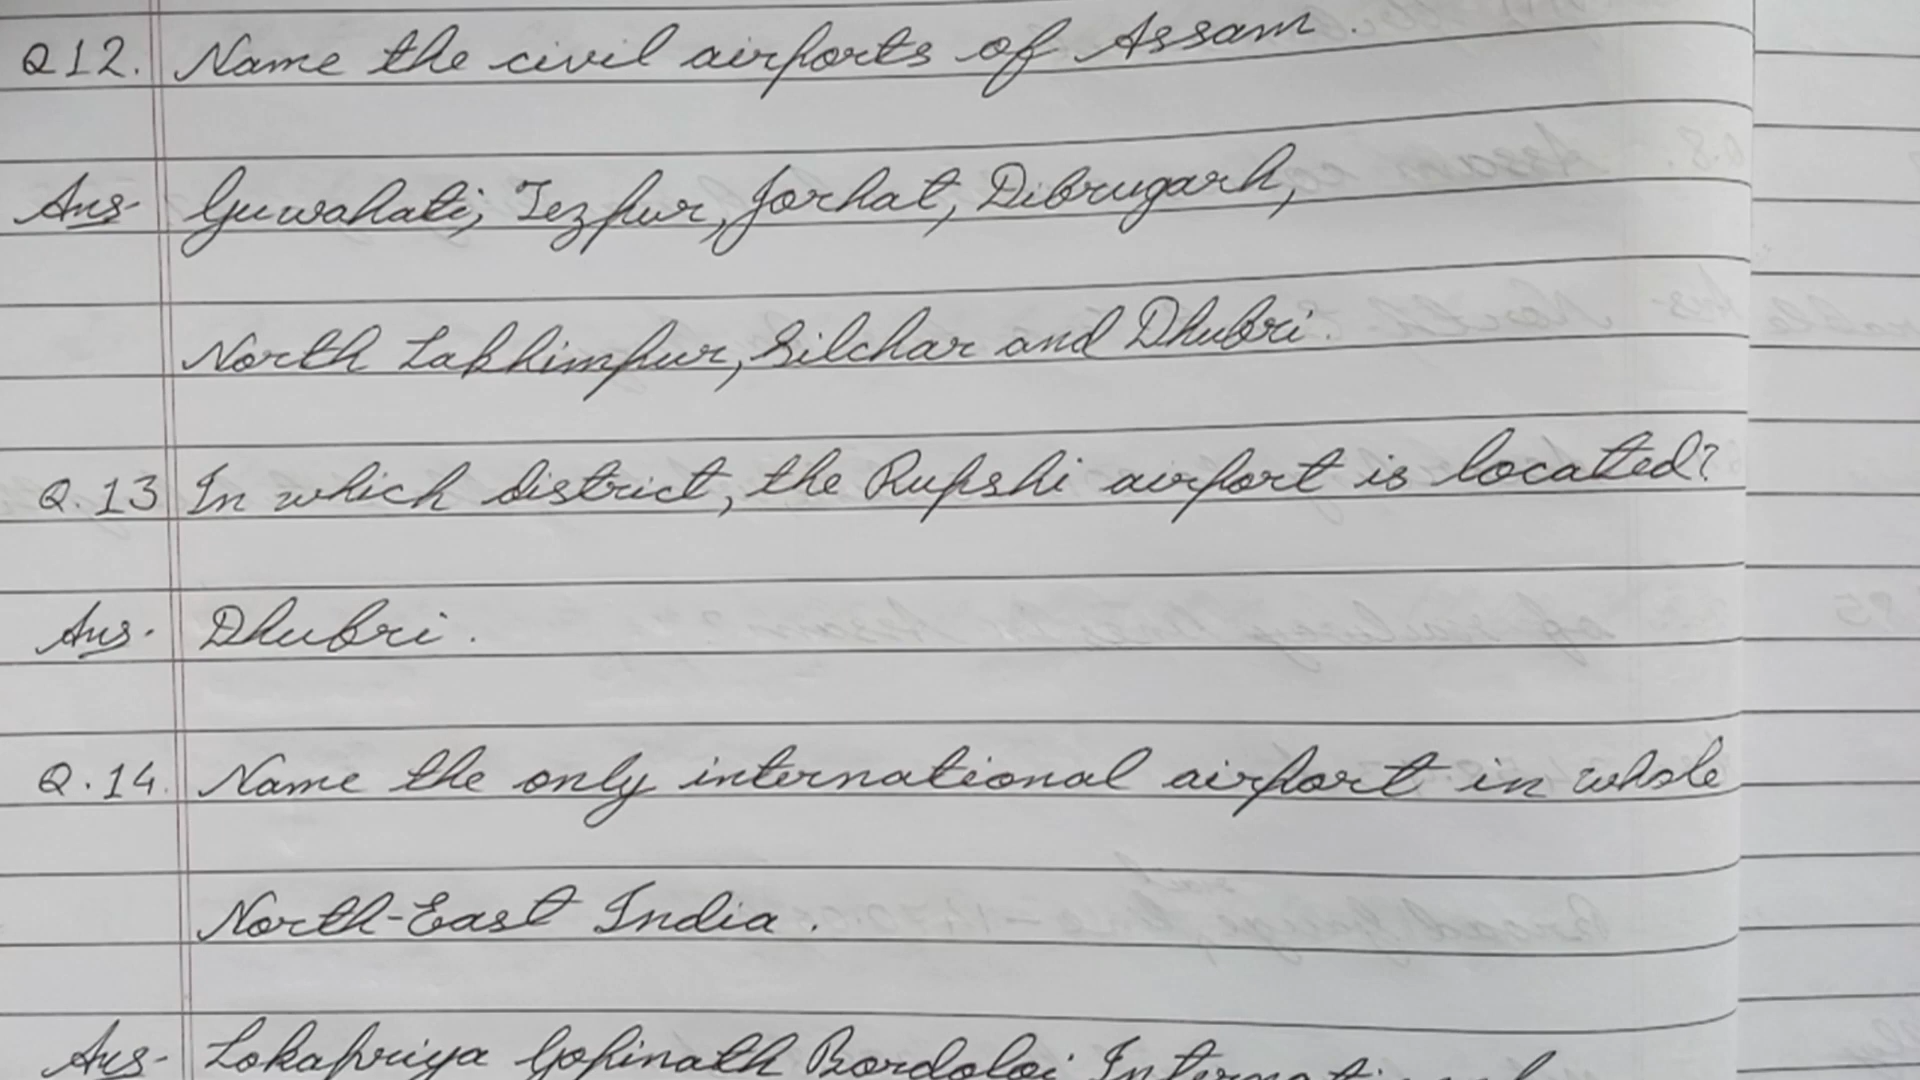 Q12. Name the civil airports of Assam.
Ans- Guwahati, Tezpur, Jorhat, Dibrugarh,
North Lakhimpur, Silchar and Dhubri.
Q.13 In which district, the Rupshi airport is located?
Ans. Dhubri.
Q.14. Name the only international airport in whole
North-East India.
Ans- Lokapriya Gopinath Bordoloi International